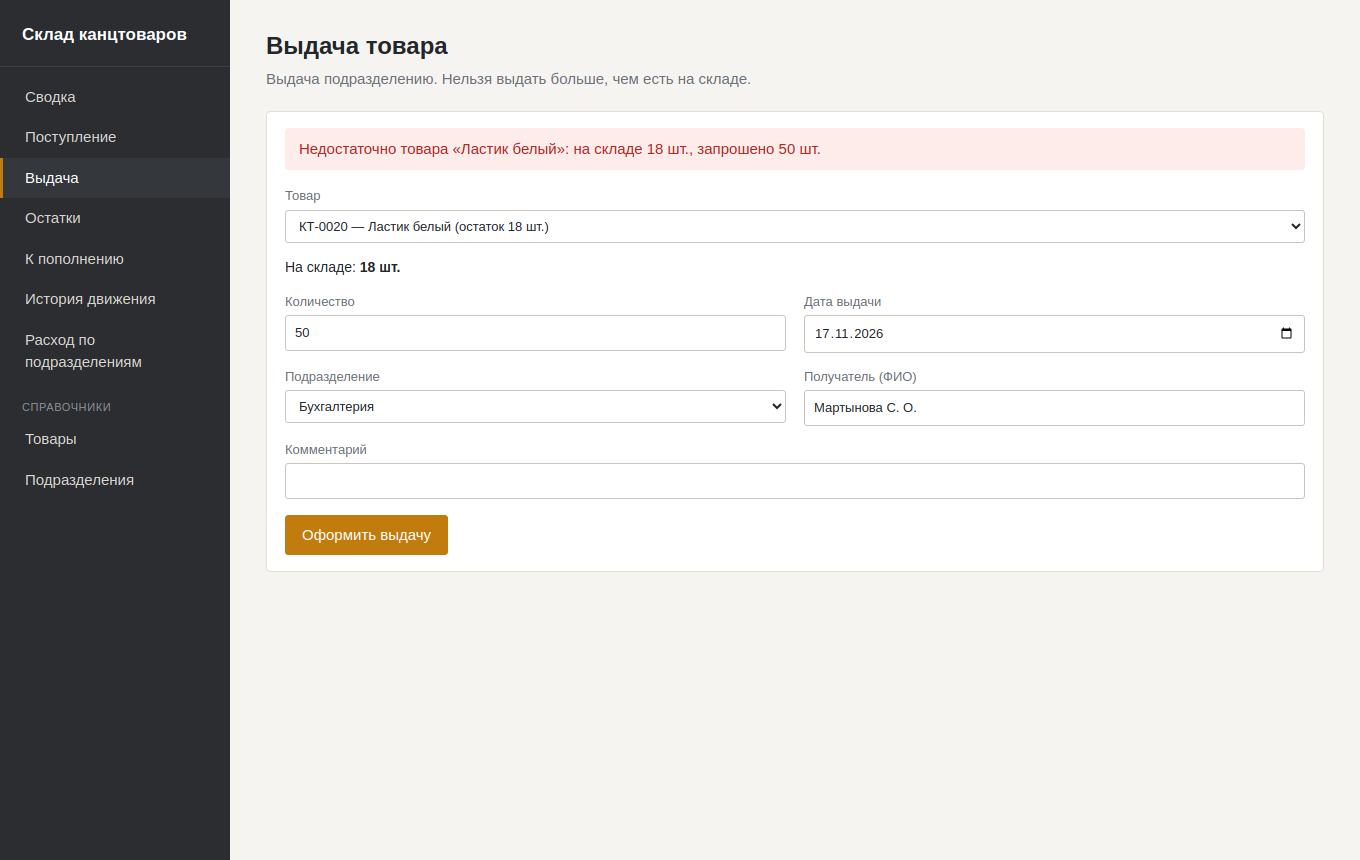 Склад канцтоваров
Сводка
Поступление
Выдача
Остатки
К пополнению
История движения
Расход по
подразделениям
СПРАВОЧНИКИ
Товары
Подразделения
Выдача товара
Выдача подразделению. Нельзя выдать больше, чем есть на складе.
Недостаточно товара «Ластик белый»: на складе 18 шт., запрошено 50 шт.
Товар
КТ-0020 — Ластик белый (остаток 18 шт.)
На складе: 18 шт.
Количество
50
Дата выдачи
17.11.2026
Подразделение
Бухгалтерия
Получатель (ФИО)
Мартынова С. О.
Комментарий
Оформить выдачу